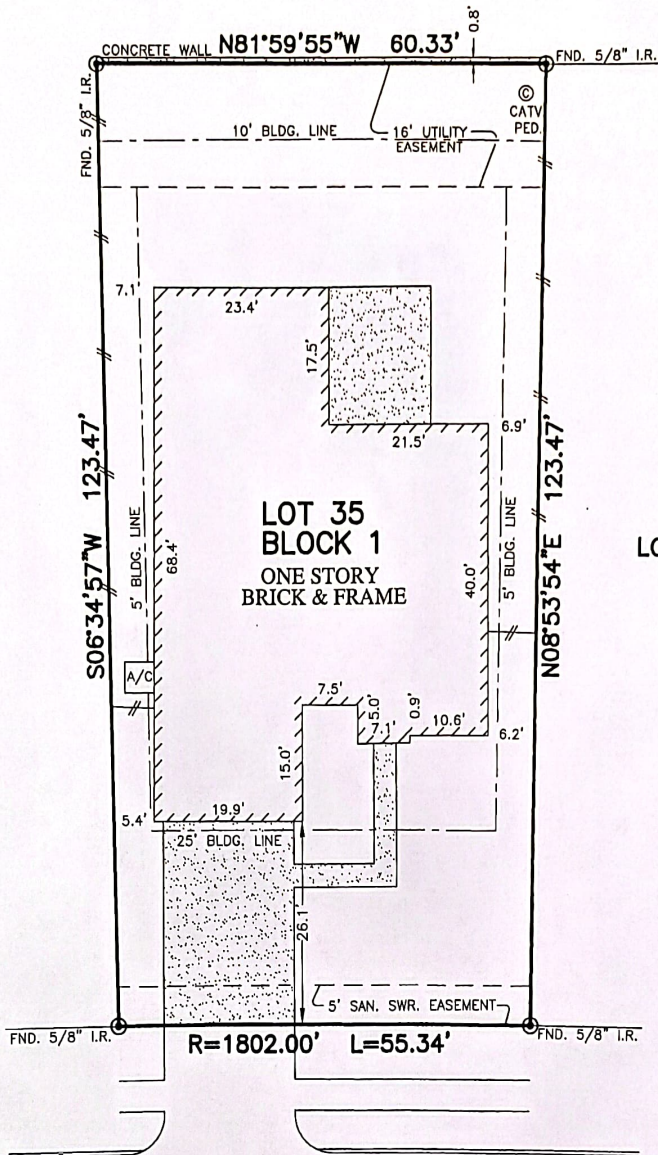 0.8'
CONCRETE WALL N81°59'55"W 60.33'
FND. 5/8" I.R.
FND. 5/8" I.R.
©
CATV
PED.
10' BLDG. LINE
16' UTILITY
EASEMENT
7.1'
23.4'
17.5'
21.5'
6.9'
S06°34'57"W 123.47'
5' BLDG. LINE
68.4'
LOT 35
BLOCK 1
ONE STORY
BRICK & FRAME
40.0'
5' BLDG. LINE
N08°53'54"E 123.47'
LO
A/C
7.5'
5.0'
0.9'
7.1'
10.6'
6.2'
15.0'
5.4'
19.9'
25' BLDG. LINE
26.1'
5' SAN. SWR. EASEMENT
FND. 5/8" I.R.
R=1802.00' L=55.34'
FND. 5/8" I.R.